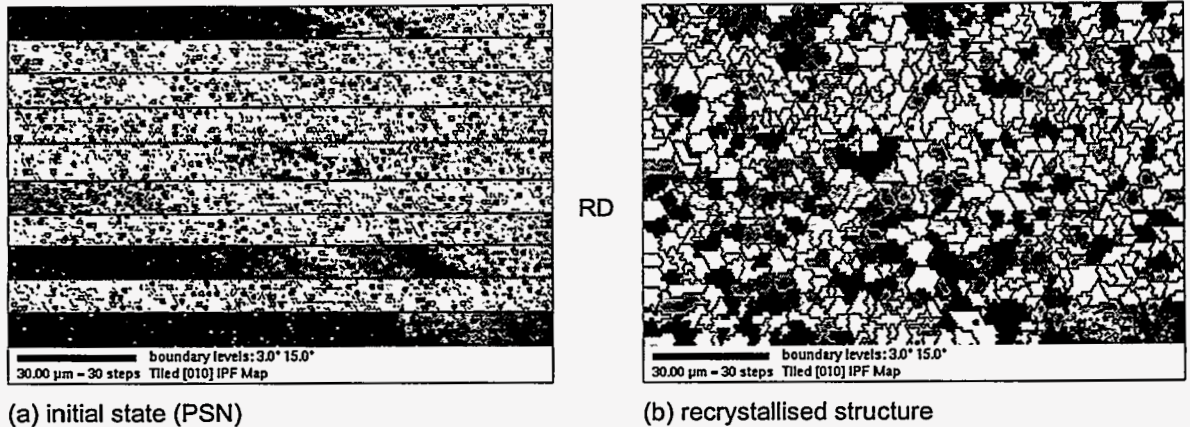 RD
boundary levels: 3.0° 15.0°
30.00 µm = 30 steps Tiled [010] IPF Map
boundary levels: 3.0° 15.0°
30.00 µm = 30 steps Tiled [010] IPF Map
(a) initial state (PSN)
(b) recrystallised structure